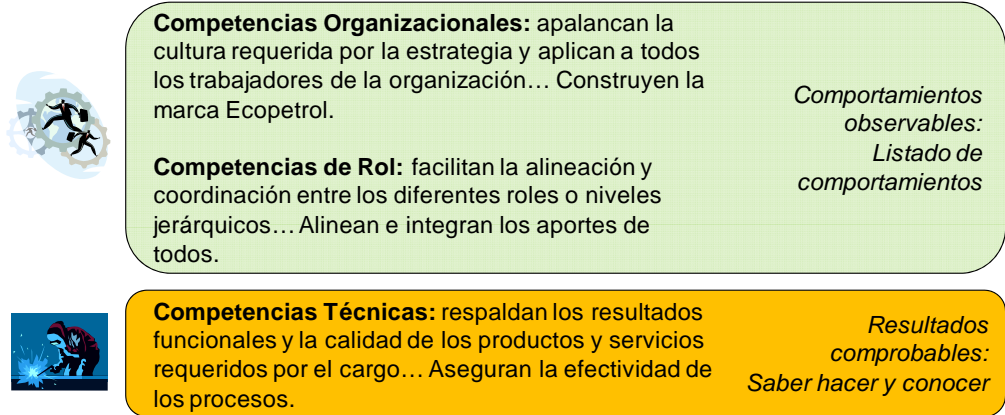 Competencias Organizacionales: apalancan la
cultura requerida por la estrategia y aplican a todos
los trabajadores de la organización… Construyen la
marca Ecopetrol.
Competencias de Rol: facilitan la alineación y
coordinación entre los diferentes roles o niveles
jerárquicos… Alinean e integran los aportes de
todos.
Comportamientos
observables:
Listado de
comportamientos
Competencias Técnicas: respaldan los resultados
funcionales y la calidad de los productos y servicios
requeridos por el cargo… Aseguran la efectividad de
los procesos.
Resultados
comprobables:
Saber hacer y conocer